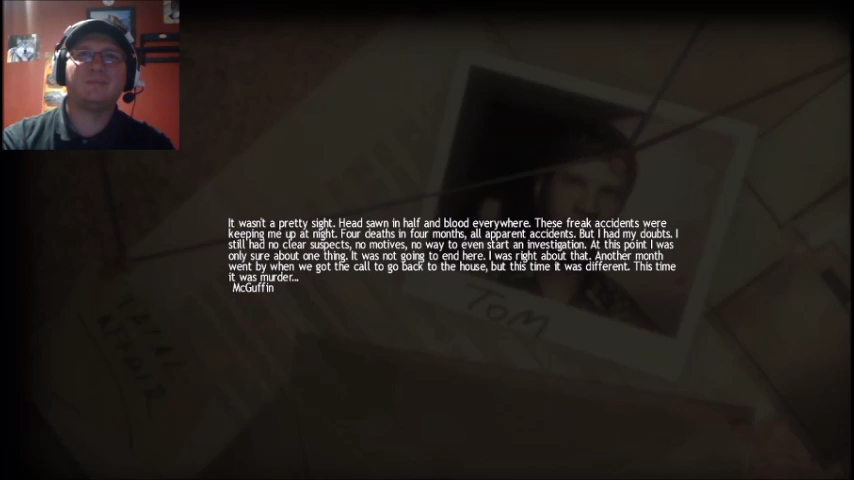 It wasn't a pretty sight. Head sawn in half and blood everywhere. These freak accidents were
keeping me up at night. Four deaths in four months, all apparent accidents. But I had my doubts. I
still had no clear suspects, no motives, no way to even start an investigation. At this point I was
only sure about one thing. It was not going to end here. I was right about that. Another month
went by when we got the call to go back to the house, but this time it was different. This time
it was murder...
McGuffin
TOM